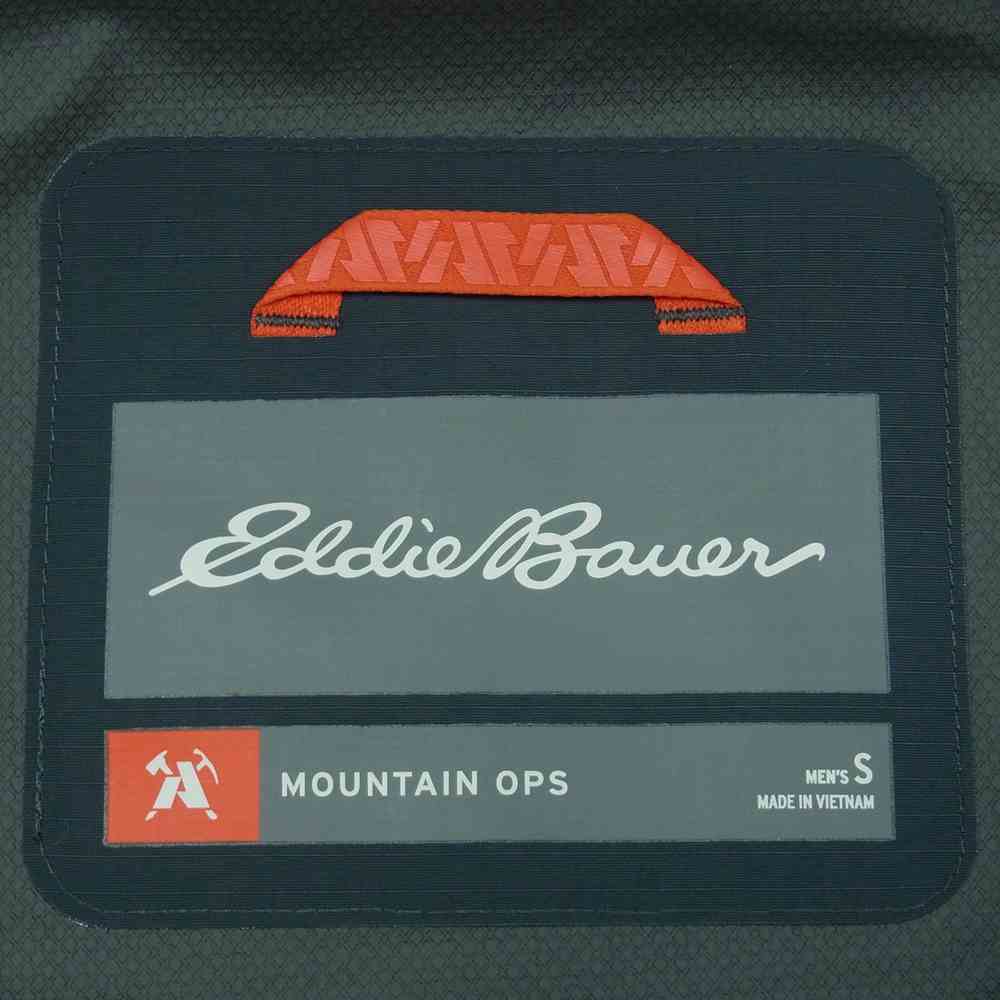 Eddie Bauer
MOUNTAIN OPS
MEN'S S
MADE IN VIETNAM